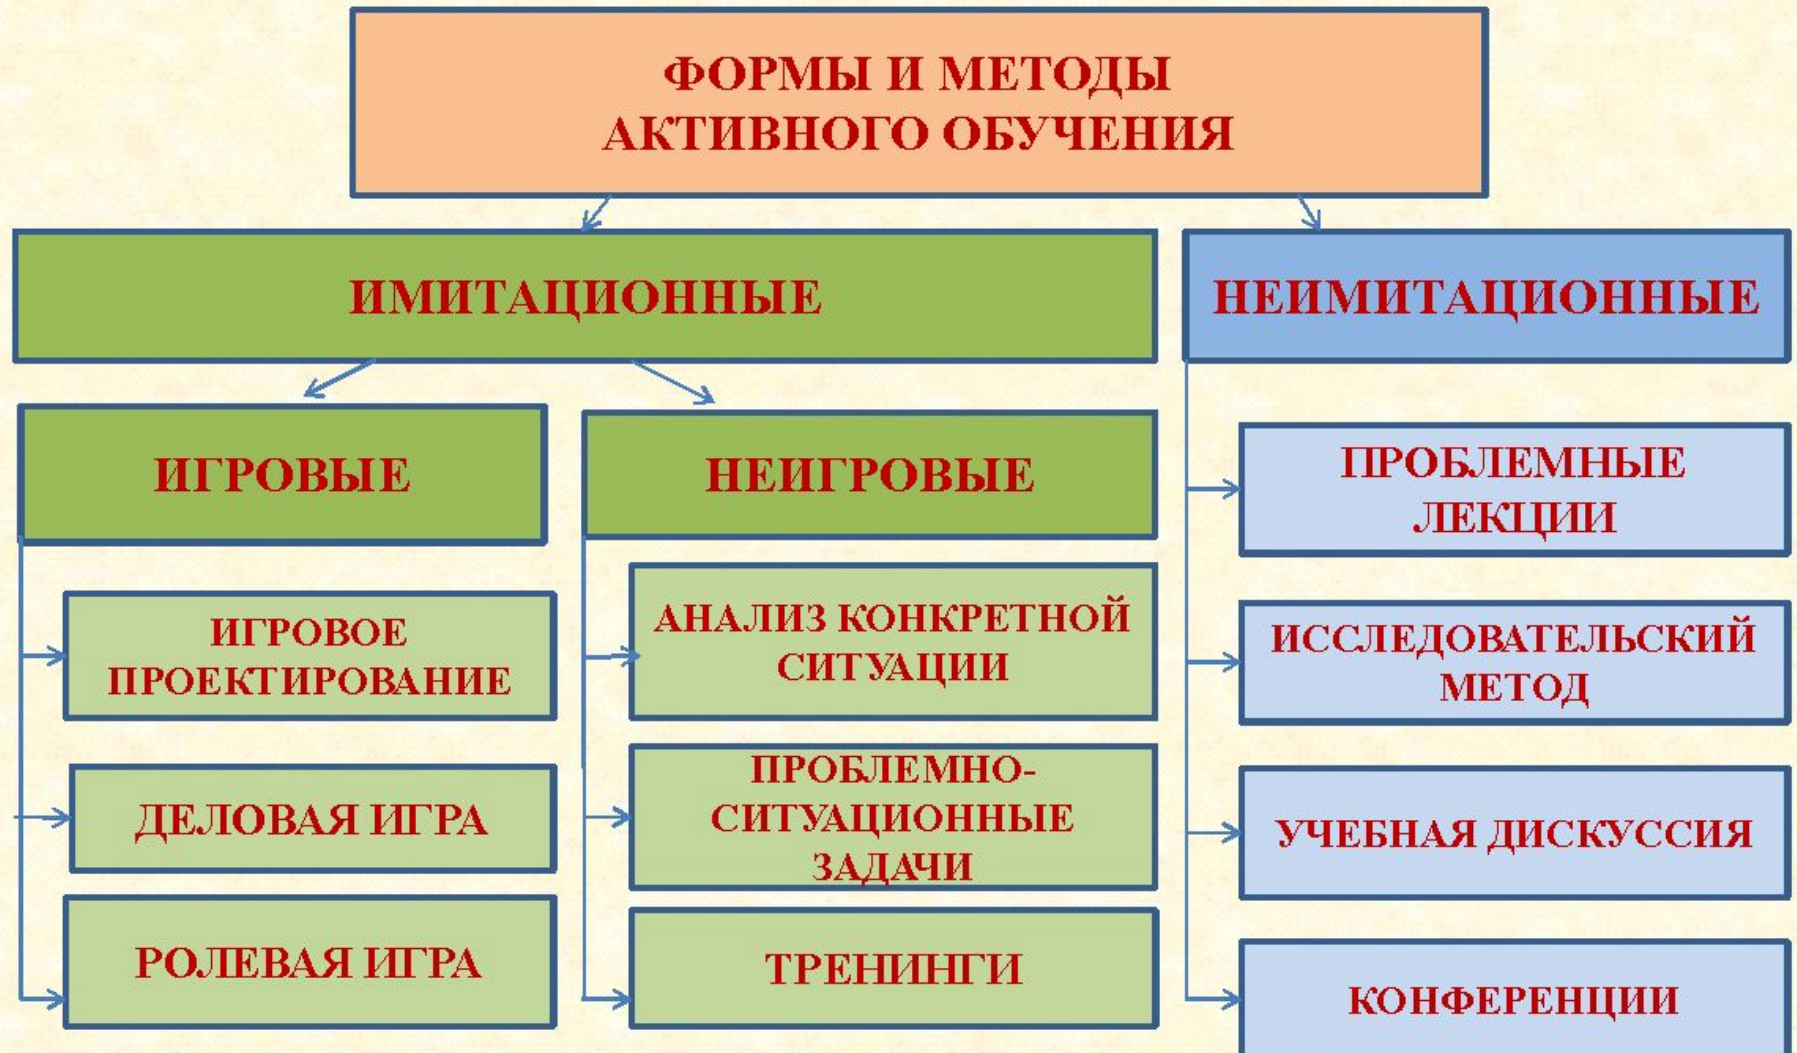 ФОРМЫ И МЕТОДЫ
АКТИВНОГО ОБУЧЕНИЯ
ИМИТАЦИОННЫЕ
НЕИМИТАЦИОННЫЕ
ИГРОВЫЕ
НЕИГРОВЫЕ
ИГРОВОЕ
ПРОЕКТИРОВАНИЕ
ДЕЛОВАЯ ИГРА
РОЛЕВАЯ ИГРА
АНАЛИЗ КОНКРЕТНОЙ
СИТУАЦИИ
ПРОБЛЕМНО-
СИТУАЦИОННЫЕ
ЗАДАЧИ
ТРЕНИНГИ
ПРОБЛЕМНЫЕ
ЛЕКЦИИ
ИССЛЕДОВАТЕЛЬСКИЙ
МЕТОД
УЧЕБНАЯ ДИСКУССИЯ
КОНФЕРЕНЦИИ